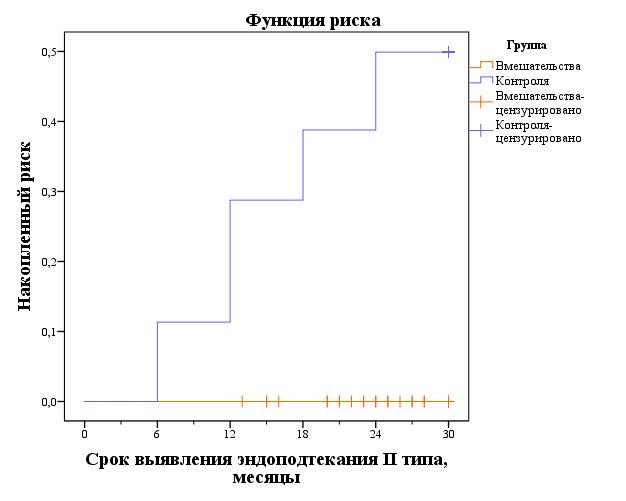 Функция риска
Группа
Вмешательства
Контроля
Вмешательства-
цензурировано
Контроля-
цензурировано
Накопленный риск
0,5
0,4
0,3
0,2
0,1
0,0
0 6 12 18 24 30
Срок выявления эндоподтекания II типа,
месяцы